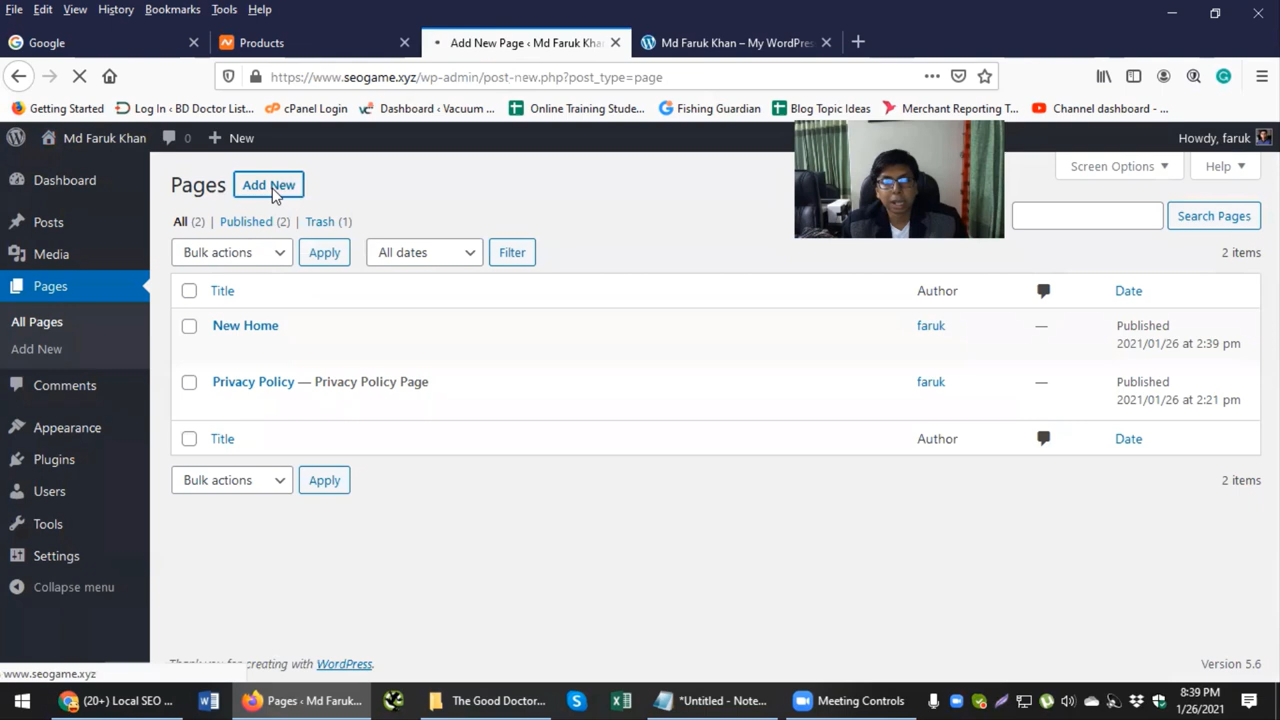 File Edit View History Bookmarks Tools Help
Google
Products
Add New Page ‹ Md Faruk Khan
Md Faruk Khan – My WordPres
https://www.seogame.xyz/wp-admin/post-new.php?post_type=page
Getting Started
Log In ‹ BD Doctor List...
cPanel Login
Dashboard ‹ Vacuum ...
Online Training Stude...
Fishing Guardian
Blog Topic Ideas
Merchant Reporting T...
Channel dashboard - ...
Md Faruk Khan 0 + New
Howdy, faruk
Screen Options Help
Dashboard
Posts
Media
Pages
All Pages
Add New
Comments
Appearance
Plugins
Users
Tools
Settings
Collapse menu
Pages Add New
All (2) | Published (2) | Trash (1)
Search Pages
Bulk actions Apply All dates Filter
2 items
Title Author Date
New Home faruk — Published
2021/01/26 at 2:39 pm
Privacy Policy — Privacy Policy Page faruk — Published
2021/01/26 at 2:21 pm
Title Author Date
Bulk actions Apply
2 items
Thank you for creating with WordPress.
Version 5.6
www.seogame.xyz
(20+) Local SEO ...
Pages ‹ Md Faruk...
The Good Doctor...
*Untitled - Note...
Meeting Controls
8:39 PM
1/26/2021